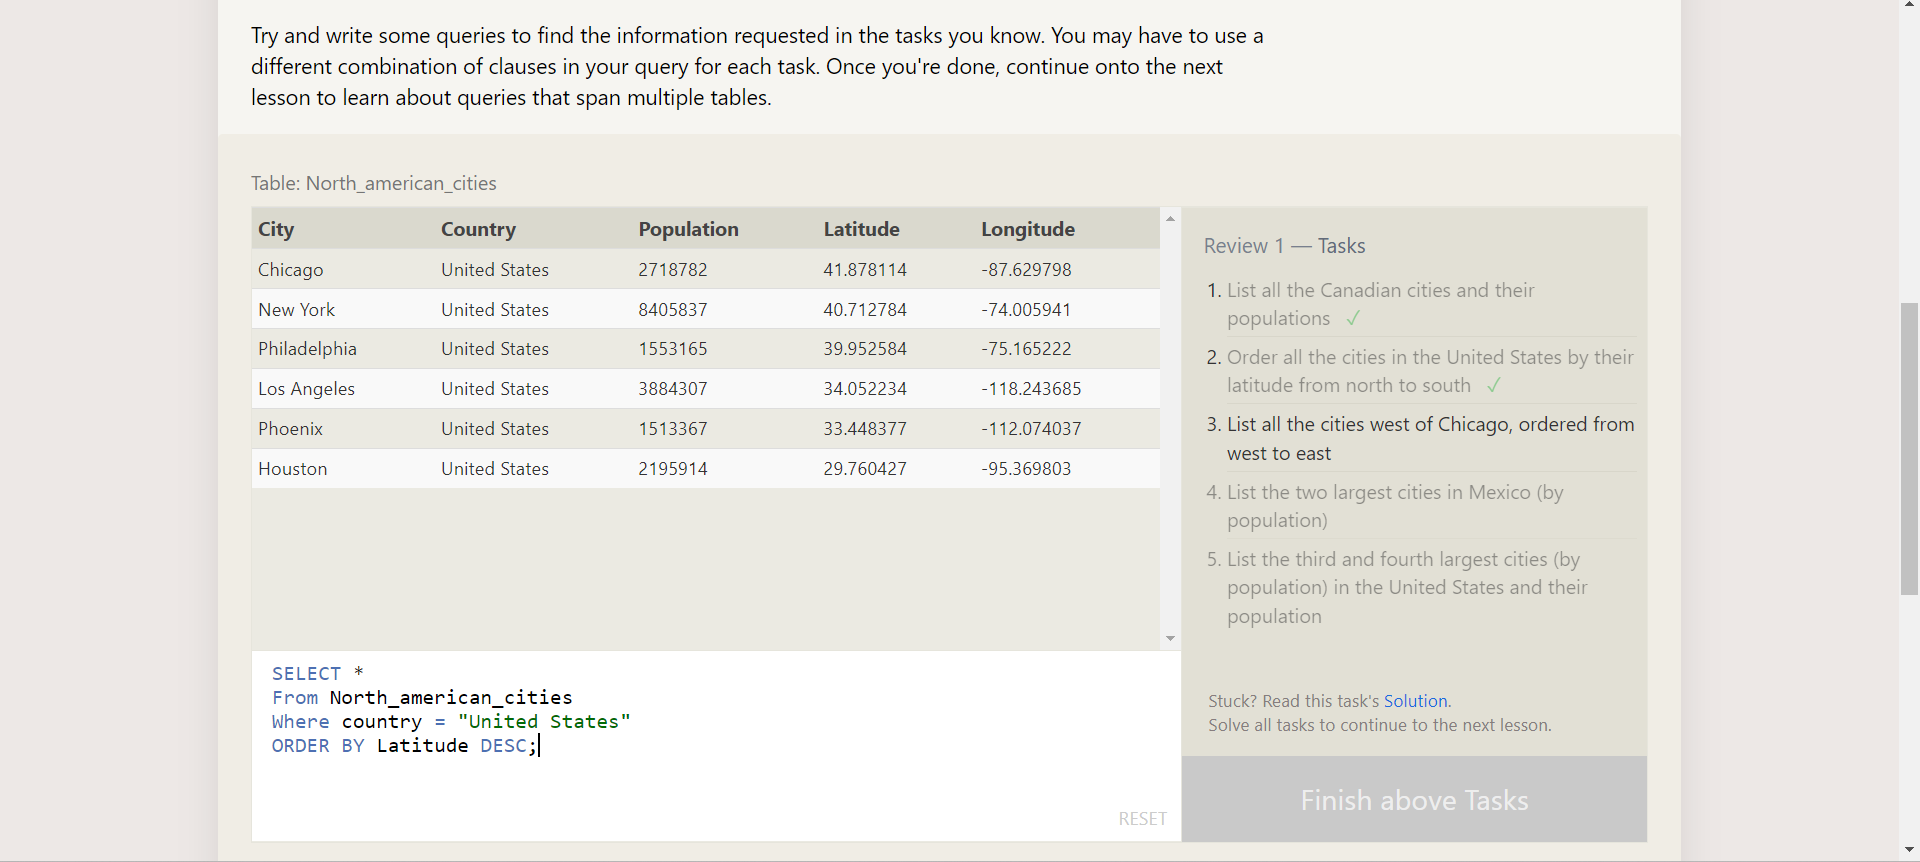 Try and write some queries to find the information requested in the tasks you know. You may have to use a
different combination of clauses in your query for each task. Once you're done, continue onto the next
lesson to learn about queries that span multiple tables.
Table: North_american_cities
City Country Population Latitude Longitude
Chicago United States 2718782 41.878114 -87.629798
New York United States 8405837 40.712784 -74.005941
Philadelphia United States 1553165 39.952584 -75.165222
Los Angeles United States 3884307 34.052234 -118.243685
Phoenix United States 1513367 33.448377 -112.074037
Houston United States 2195914 29.760427 -95.369803
SELECT *
From North_american_cities
Where country = "United States"
ORDER BY Latitude DESC;
RESET
Review 1 — Tasks
1. List all the Canadian cities and their
populations ✓
2. Order all the cities in the United States by their
latitude from north to south ✓
3. List all the cities west of Chicago, ordered from
west to east
4. List the two largest cities in Mexico (by
population)
5. List the third and fourth largest cities (by
population) in the United States and their
population
Stuck? Read this task's Solution.
Solve all tasks to continue to the next lesson.
Finish above Tasks